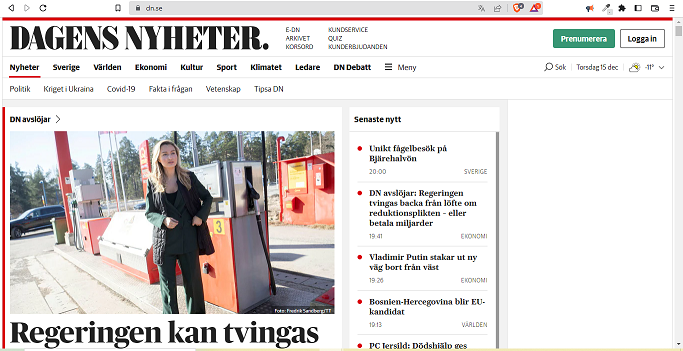 dn.se
DAGENS NYHETER.
E-DN
ARKIVET
KORSORD
KUNDSERVICE
QUIZ
KUNDERBJUDANDEN
Prenumerera
Logga in
Nyheter Sverige Världen Ekonomi Kultur Sport Klimatet Ledare DN Debatt Meny
Sök Torsdag 15 dec -11°
Politik Kriget i Ukraina Covid-19 Fakta i frågan Vetenskap Tipsa DN
DN avslöjar
3
Foto: Fredrik Sandberg/TT
Regeringen kan tvingas
Senaste nytt
Unikt fågelbesök på
Bjärehalvön
20:00 SVERIGE
DN avslöjar: Regeringen
tvingas backa från löfte om
reduktionsplikten – eller
betala miljarder
19:41 EKONOMI
Vladimir Putin stakar ut ny
väg bort från väst
19:26 EKONOMI
Bosnien-Hercegovina blir EU-
kandidat
19:13 VÄRLDEN
PC Jersild: Dödshjälp ges